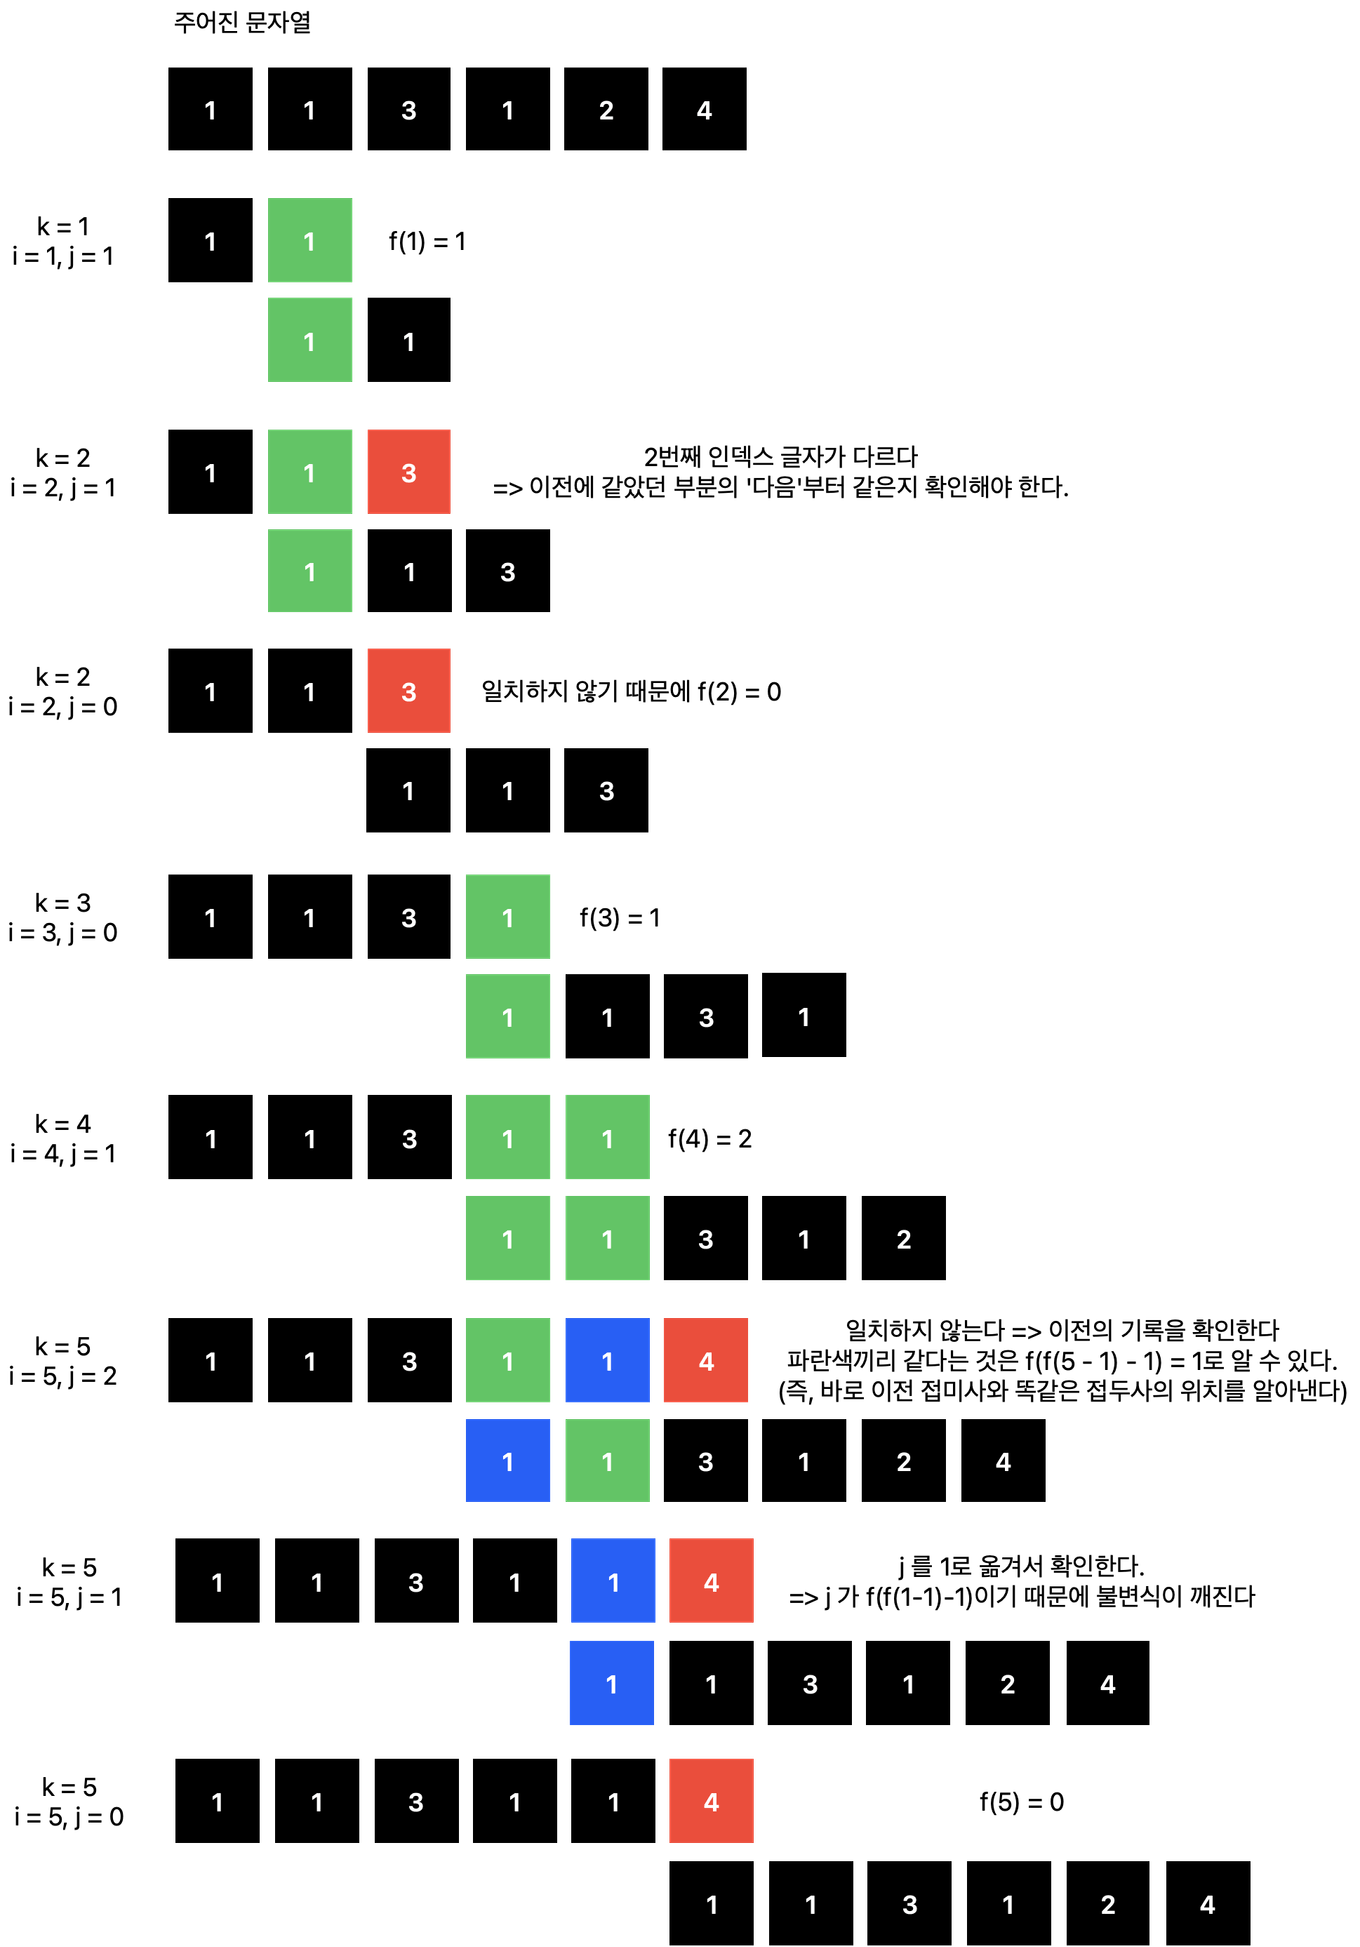 주어진 문자열
1 1 3 1 2 4
k = 1
i = 1, j = 1
1 1
f(1) = 1
1 1
k = 2
i = 2, j = 1
1 1 3
2번째 인덱스 글자가 다르다
=> 이전에 같았던 부분의 '다음'부터 같은지 확인해야 한다.
1 1 3
k = 2
i = 2, j = 0
1 1 3
일치하지 않기 때문에 f(2) = 0
1 1 3
k = 3
i = 3, j = 0
1 1 3 1
f(3) = 1
1 1 3 1
k = 4
i = 4, j = 1
1 1 3 1 1
f(4) = 2
1 1 3 1 2
k = 5
i = 5, j = 2
1 1 3 1 1 4
일치하지 않는다 => 이전의 기록을 확인한다
파란색끼리 같다는 것은 f(f(5 - 1) - 1) = 1로 알 수 있다.
(즉, 바로 이전 접미사와 똑같은 접두사의 위치를 알아낸다)
1 1 3 1 2 4
k = 5
i = 5, j = 1
1 1 3 1 1 4
j 를 1로 옮겨서 확인한다.
=> j 가 f(f(1-1)-1)이기 때문에 불변식이 깨진다
1 1 3 1 2 4
k = 5
i = 5, j = 0
1 1 3 1 1 4
f(5) = 0
1 1 3 1 2 4